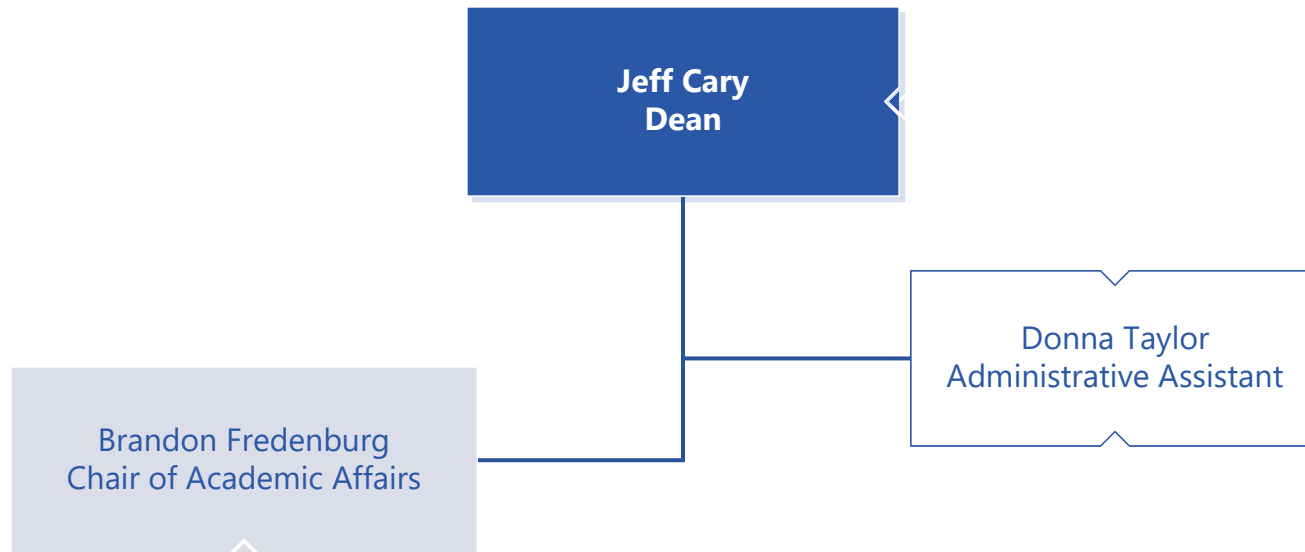 Jeff Cary
Dean
Donna Taylor
Administrative Assistant
Brandon Fredenburg
Chair of Academic Affairs